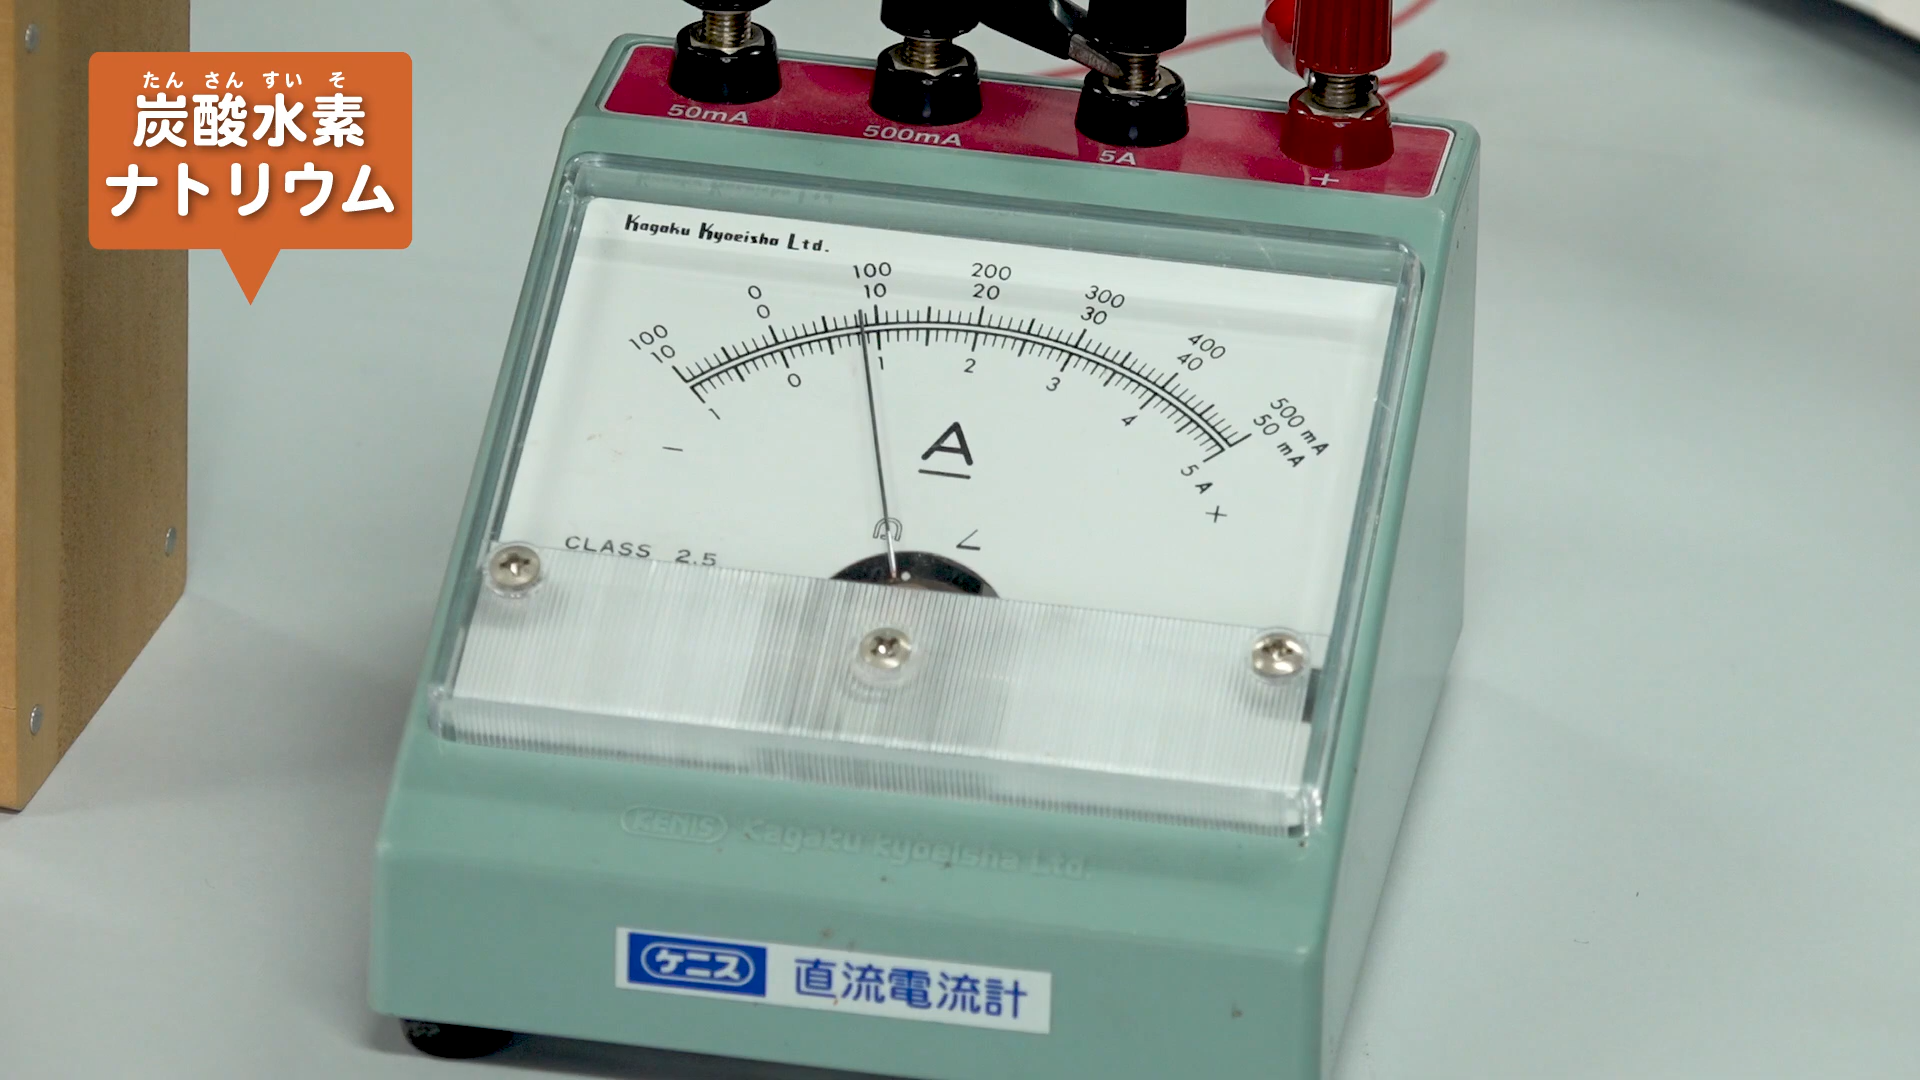 たんさんすいそ
炭酸水素
ナトリウム
50mA
500mA
5A
+
Kagaku Kyoeisha Ltd.
100 0 100 200 300 400 500 mA
10 0 10 20 30 40 50 mA
1 0 1 2 3 4 5 A
− +
A
CLASS 2.5
KENIS Kagaku kyoeisha Ltd.
ケニス 直流電流計